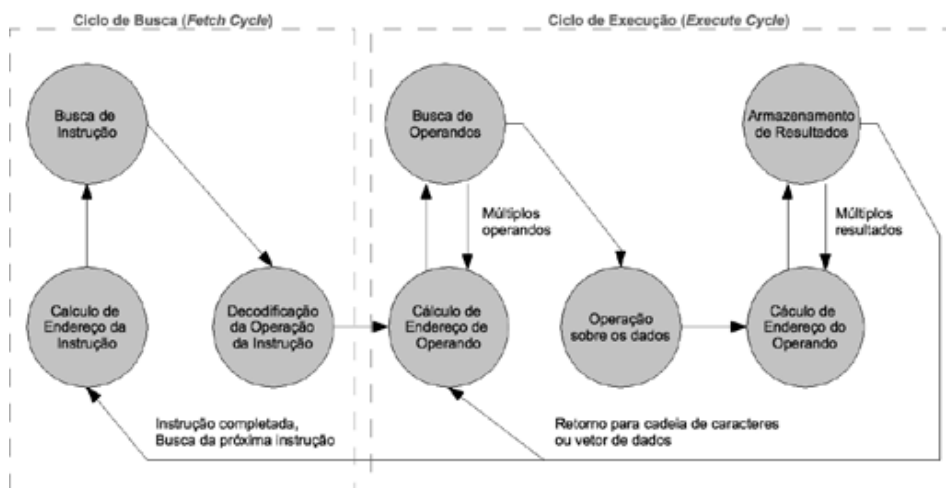 Ciclo de Busca (Fetch Cycle)
Ciclo de Execução (Execute Cycle)
Busca de
Instrução
Busca de
Operandos
Armazenamento
de Resultados
Múltiplos
operandos
Múltiplos
resultados
Calculo de
Endereço da
Instrução
Decodificação
da Operação
da Instrução
Cálculo de
Endereço de
Operando
Operação
sobre os dados
Cáculo de
Endereço do
Operando
Instrução completada,
Busca da próxima instrução
Retorno para cadeia de caracteres
ou vetor de dados